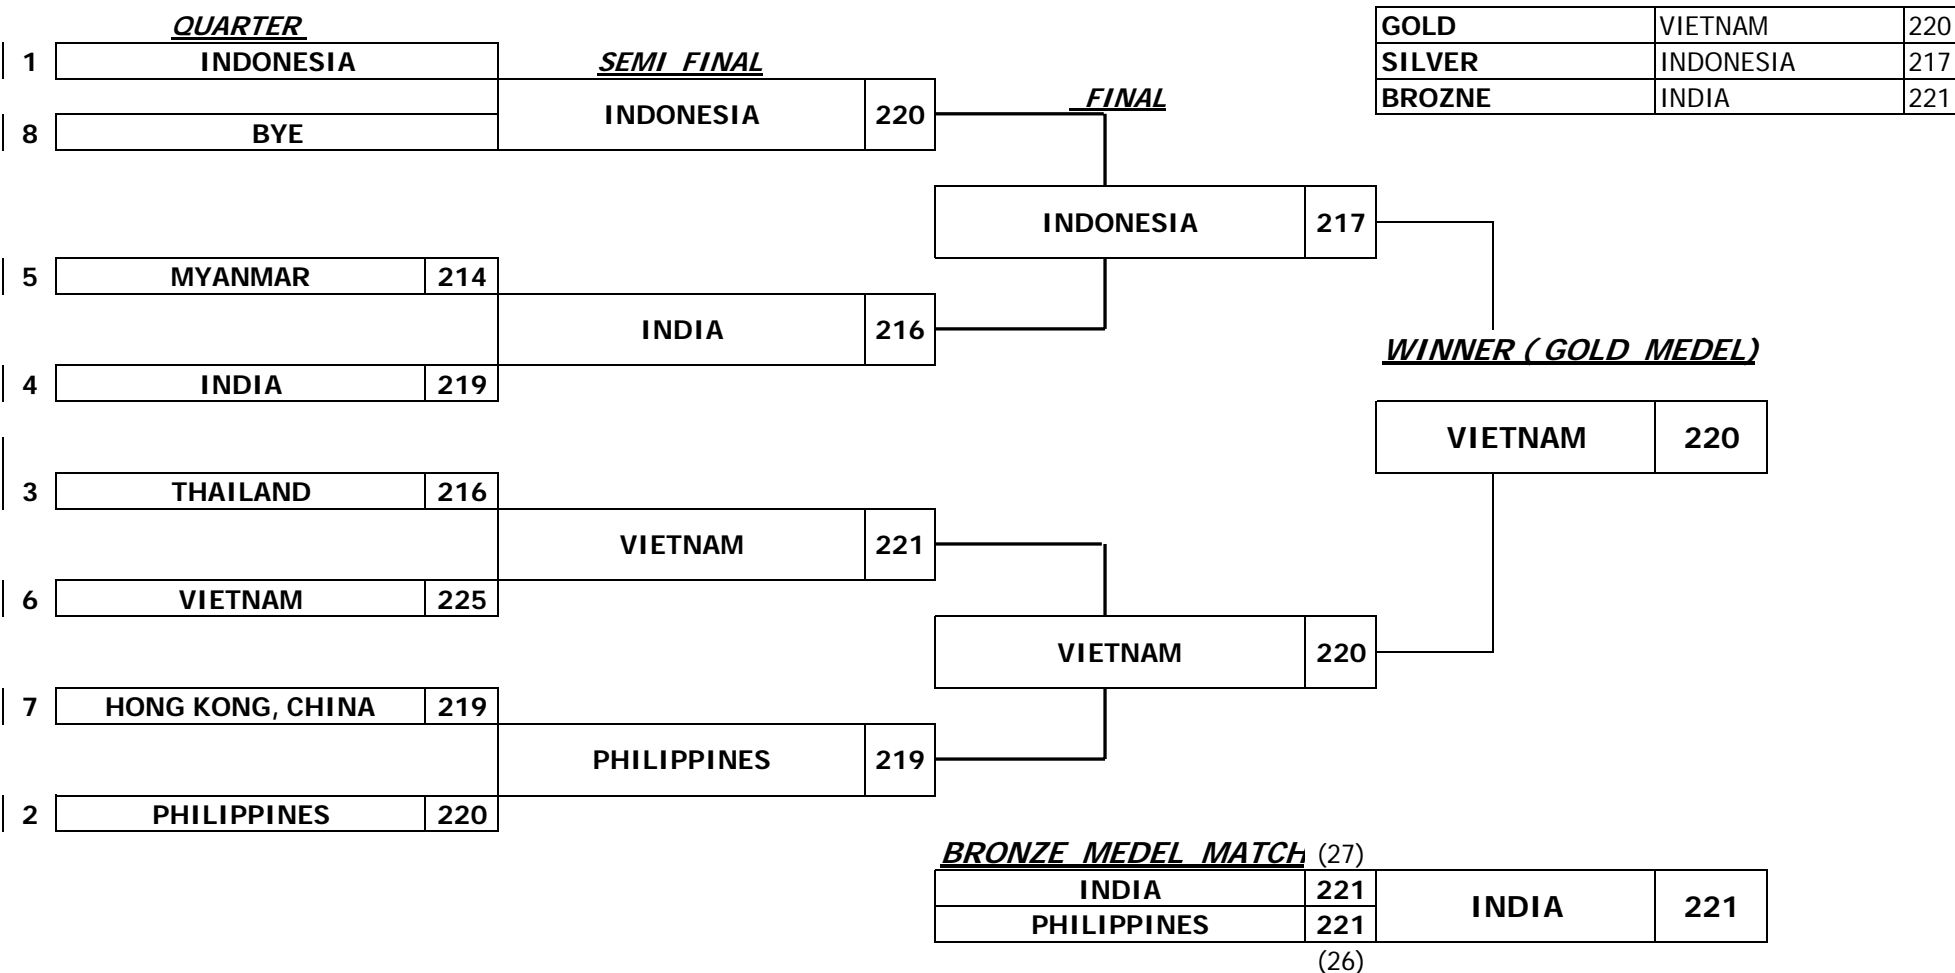 QUARTER
GOLD VIETNAM 220
1 INDONESIA
SEMI FINAL
SILVER INDONESIA 217
FINAL
BROZNE INDIA 221
INDONESIA 220
8 BYE
INDONESIA 217
5 MYANMAR 214
INDIA 216
WINNER ( GOLD MEDEL)
4 INDIA 219
VIETNAM 220
3 THAILAND 216
VIETNAM 221
6 VIETNAM 225
VIETNAM 220
7 HONG KONG, CHINA 219
PHILIPPINES 219
2 PHILIPPINES 220
BRONZE MEDEL MATCH (27)
INDIA 221
INDIA 221
PHILIPPINES 221
(26)